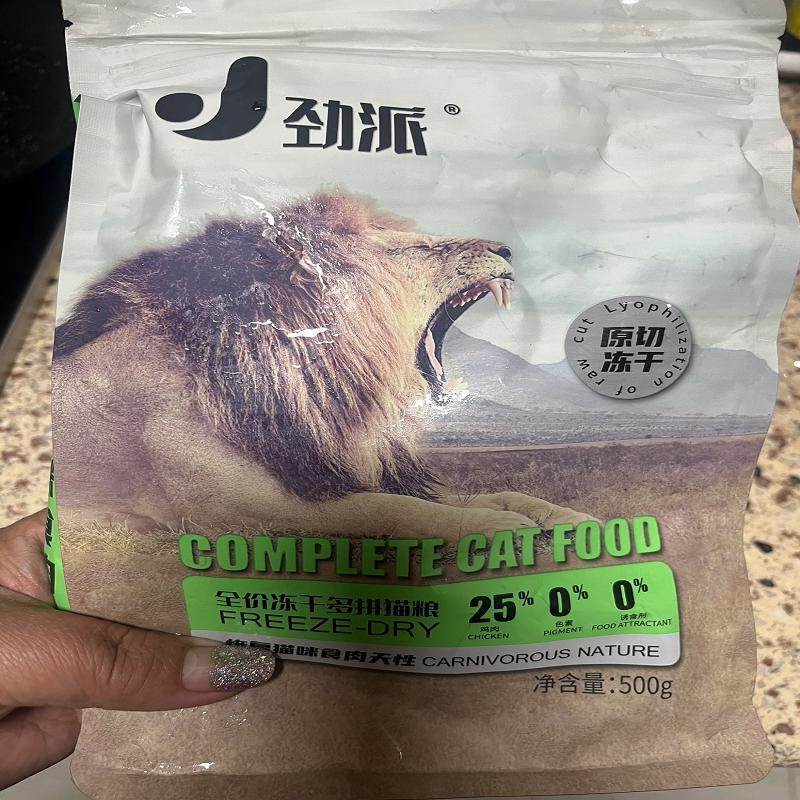 劲派®
Lyophilization of raw cut
原切
冻干
COMPLETE CAT FOOD
全价冻干多拼猫粮
FREEZE-DRY
25% 0% 0%
鸡肉 色素 诱食剂
CHICKEN PIGMENT FOOD ATTRACTANT
恢复猫咪食肉天性 CARNIVOROUS NATURE
净含量:500g